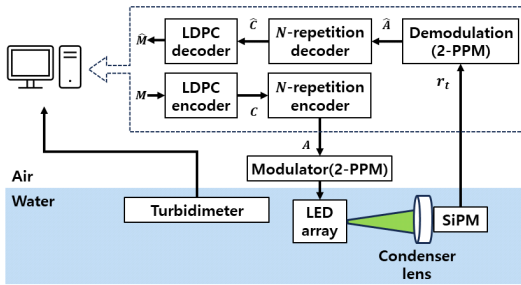 M̂
LDPC
decoder
Ĉ
N-repetition
decoder
Â
Demodulation
(2-PPM)
M
LDPC
encoder
C
N-repetition
encoder
r_t
A
Modulator(2-PPM)
Air
Water
Turbidimeter
LED
array
SiPM
Condenser
lens